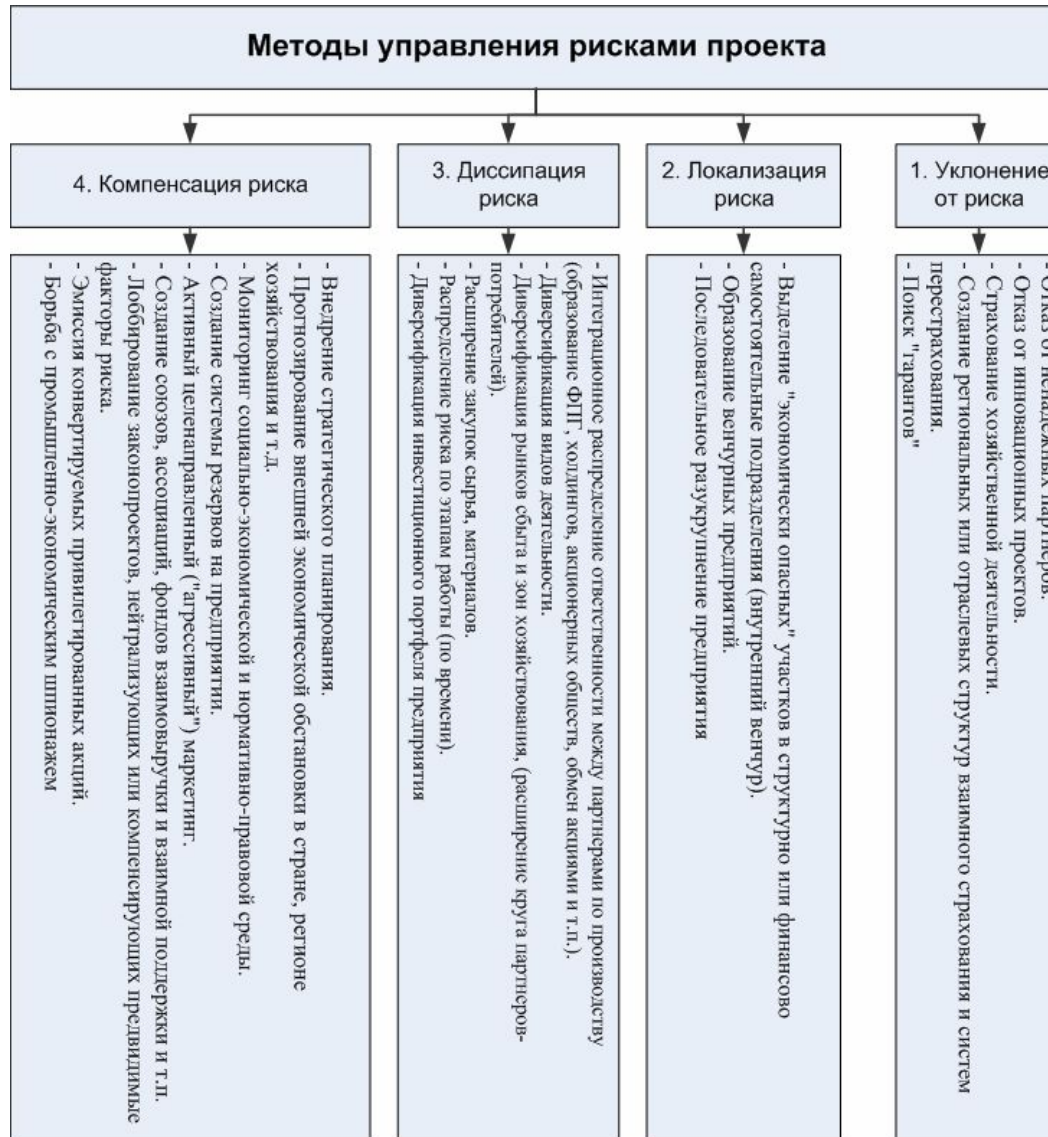 Методы управления рисками проекта
4. Компенсация риска
- Внедрение стратегического планирования.
- Прогнозирование внешней экономической обстановки в стране, регионе
хозяйствования и т.д.
- Мониторинг социально-экономической и нормативно-правовой среды.
- Создание системы резервов на предприятии.
- Активный целенаправленный ("агрессивный") маркетинг.
- Создание союзов, ассоциаций, фондов взаимовыручки и взаимной поддержки и т.п.
- Лоббирование законопроектов, нейтрализующих или компенсирующих предвидимые
факторы риска.
- Эмиссия конвертируемых привилегированных акций.
- Борьба с промышленно-экономическим шпионажем
3. Диссипация
риска
- Интеграционное распределение ответственности между партнерами по производству
(образование ФПГ, холдингов, акционерных обществ, обмен акциями и т.п.).
- Диверсификация видов деятельности.
- Диверсификация рынков сбыта и зон хозяйствования, (расширение круга партнеров-
потребителей).
- Расширение закупок сырья, материалов.
- Распределение риска по этапам работы (по времени).
- Диверсификация инвестиционного портфеля предприятия
2. Локализация
риска
- Выделение "экономически опасных" участков в структурно или финансово
самостоятельные подразделения (внутренний венчур).
- Образование венчурных предприятий.
- Последовательное разукрупнение предприятия
1. Уклонение
от риска
- Отказ от ненадежных партнеров.
- Отказ от инновационных проектов.
- Страхование хозяйственной деятельности.
- Создание региональных или отраслевых структур взаимного страхования и систем
перестрахования.
- Поиск "гарантов"